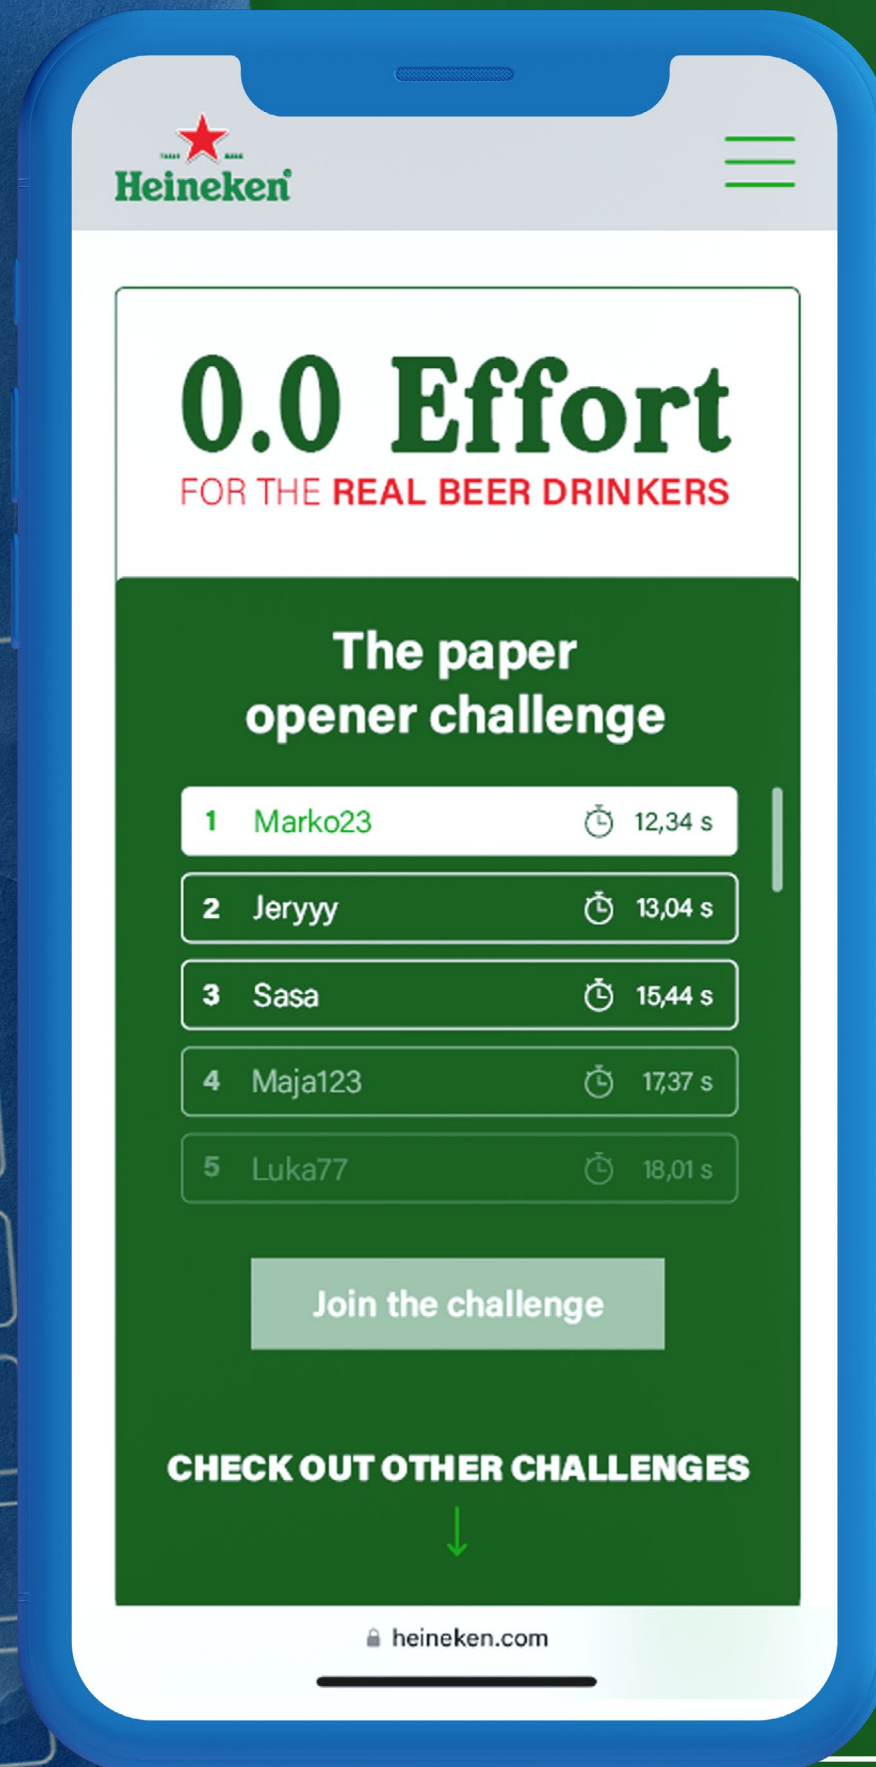 Heineken
0.0 Effort
FOR THE REAL BEER DRINKERS
The paper
opener challenge
1 Marko23 12,34 s
2 Jeryyy 13,04 s
3 Sasa 15,44 s
4 Maja123 17,37 s
5 Luka77 18,01 s
Join the challenge
CHECK OUT OTHER CHALLENGES
heineken.com